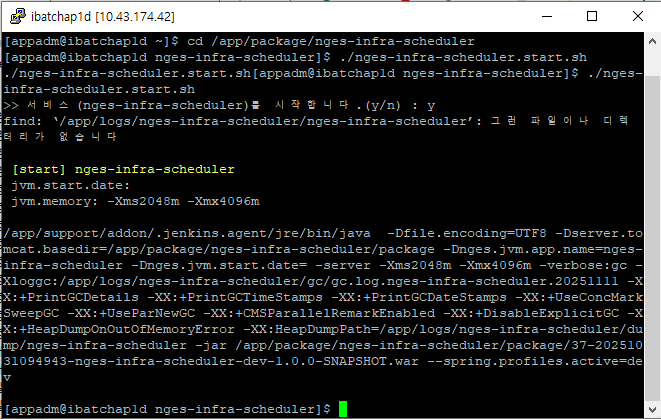 ibatchap1d [10.43.174.42]
[appadm@ibatchap1d ~]$ cd /app/package/nges-infra-scheduler
[appadm@ibatchap1d nges-infra-scheduler]$ ./nges-infra-scheduler.start.sh
./nges-infra-scheduler.start.sh[appadm@ibatchap1d nges-infra-scheduler]$ ./nges-
infra-scheduler.start.sh
>> 서비스 (nges-infra-scheduler)를 시작합니다.(y/n) : y
find: ‘/app/logs/nges-infra-scheduler/nges-infra-scheduler’: 그런 파일이나 디렉
터리가 없습니다
[start] nges-infra-scheduler
jvm.start.date:
jvm.memory: -Xms2048m -Xmx4096m
/app/support/addon/.jenkins.agent/jre/bin/java  -Dfile.encoding=UTF8 -Dserver.to
mcat.basedir=/app/package/nges-infra-scheduler/package -Dnges.jvm.app.name=nges-
infra-scheduler -Dnges.jvm.start.date= -server -Xms2048m -Xmx4096m -verbose:gc -
Xloggc:/app/logs/nges-infra-scheduler/gc/gc.log.nges-infra-scheduler.20251111 -X
X:+PrintGCDetails -XX:+PrintGCTimeStamps -XX:+PrintGCDateStamps -XX:+UseConcMark
SweepGC -XX:+UseParNewGC -XX:+CMSParallelRemarkEnabled -XX:+DisableExplicitGC -X
X:+HeapDumpOnOutOfMemoryError -XX:HeapDumpPath=/app/logs/nges-infra-scheduler/du
mp/nges-infra-scheduler -jar /app/package/nges-infra-scheduler/package/37-202510
31094943-nges-infra-scheduler-dev-1.0.0-SNAPSHOT.war --spring.profiles.active=de
v
[appadm@ibatchap1d nges-infra-scheduler]$